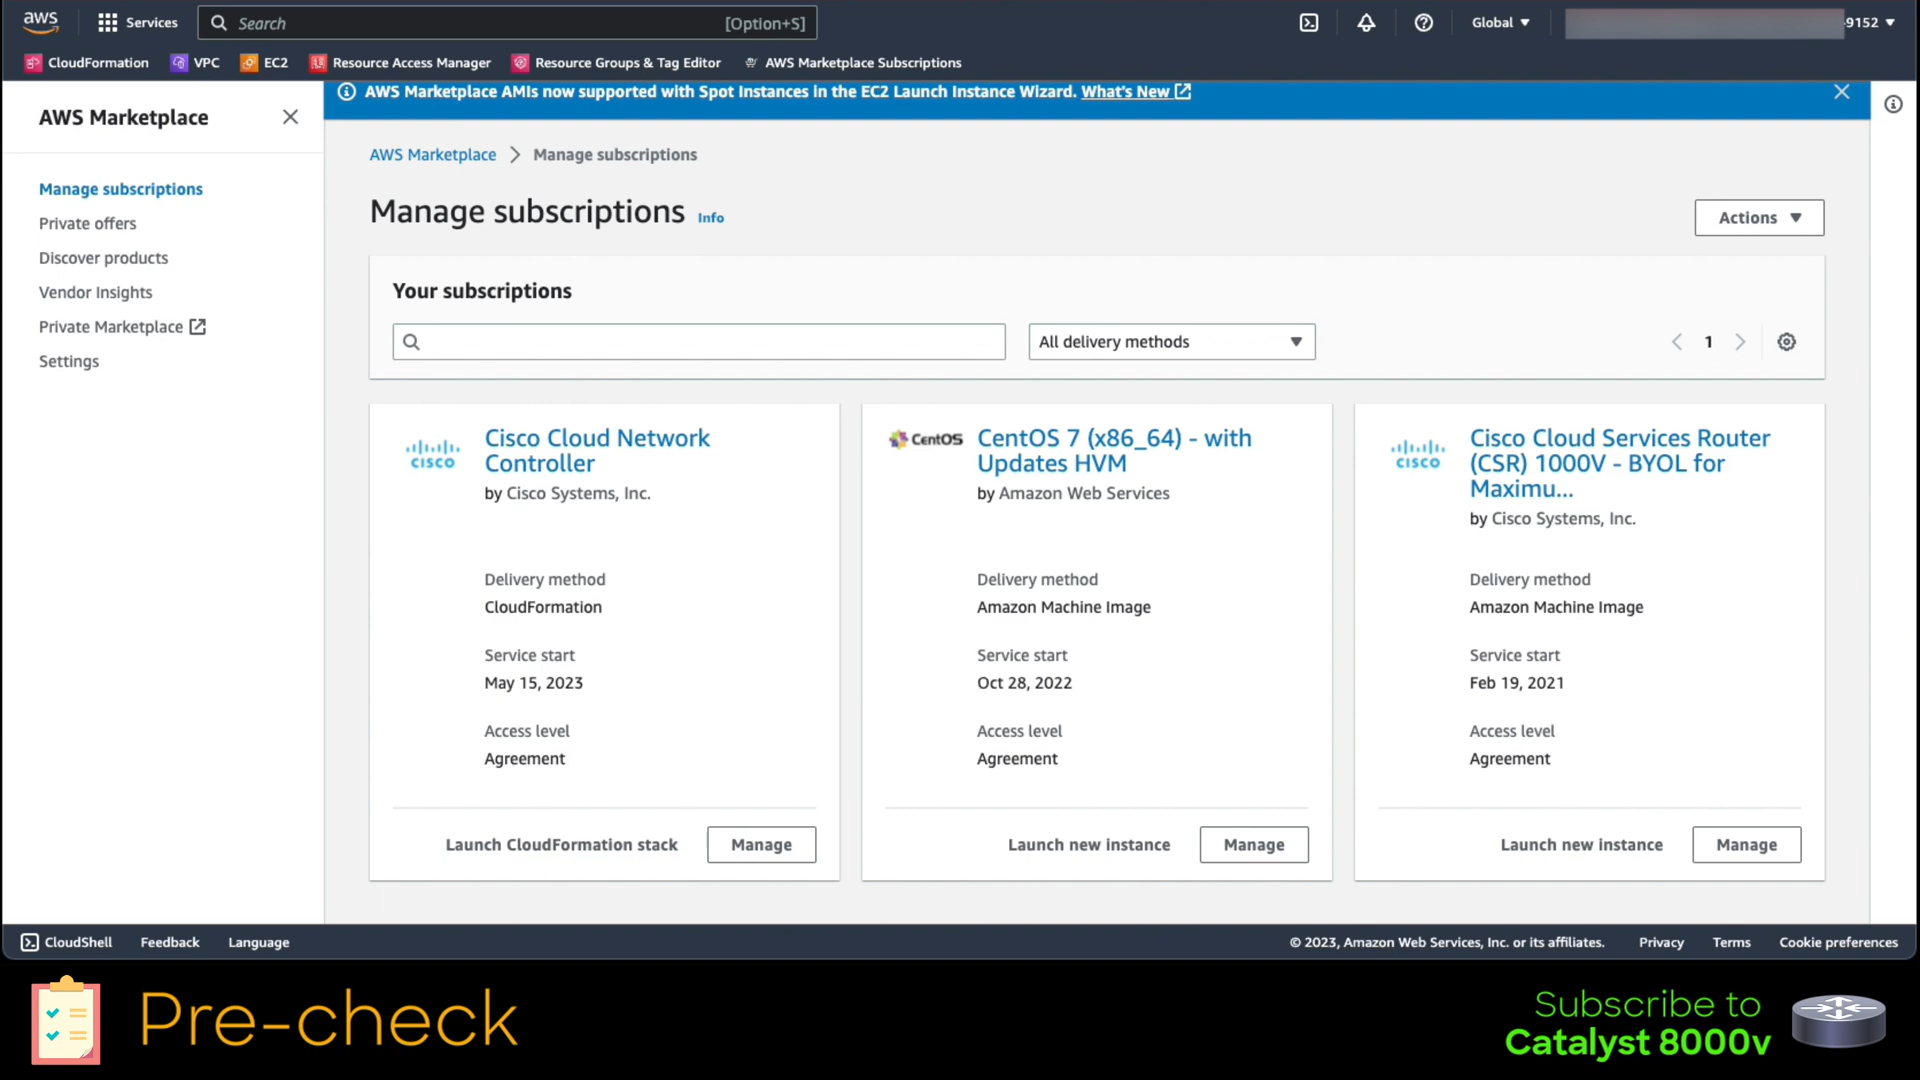 aws Services Search [Option+S] Global -9152
CloudFormation VPC EC2 Resource Access Manager Resource Groups & Tag Editor AWS Marketplace Subscriptions
AWS Marketplace
Manage subscriptions
Private offers
Discover products
Vendor Insights
Private Marketplace
Settings
AWS Marketplace AMIs now supported with Spot Instances in the EC2 Launch Instance Wizard. What's New
AWS Marketplace Manage subscriptions
Manage subscriptions Info
Actions
Your subscriptions
All delivery methods
1
CISCO
Cisco Cloud Network
Controller
by Cisco Systems, Inc.
Delivery method
CloudFormation
Service start
May 15, 2023
Access level
Agreement
Launch CloudFormation stack Manage
CentOS
CentOS 7 (x86_64) - with
Updates HVM
by Amazon Web Services
Delivery method
Amazon Machine Image
Service start
Oct 28, 2022
Access level
Agreement
Launch new instance Manage
CISCO
Cisco Cloud Services Router
(CSR) 1000V - BYOL for
Maximu...
by Cisco Systems, Inc.
Delivery method
Amazon Machine Image
Service start
Feb 19, 2021
Access level
Agreement
Launch new instance Manage
CloudShell Feedback Language © 2023, Amazon Web Services, Inc. or its affiliates. Privacy Terms Cookie preferences
Pre-check
Subscribe to
Catalyst 8000v